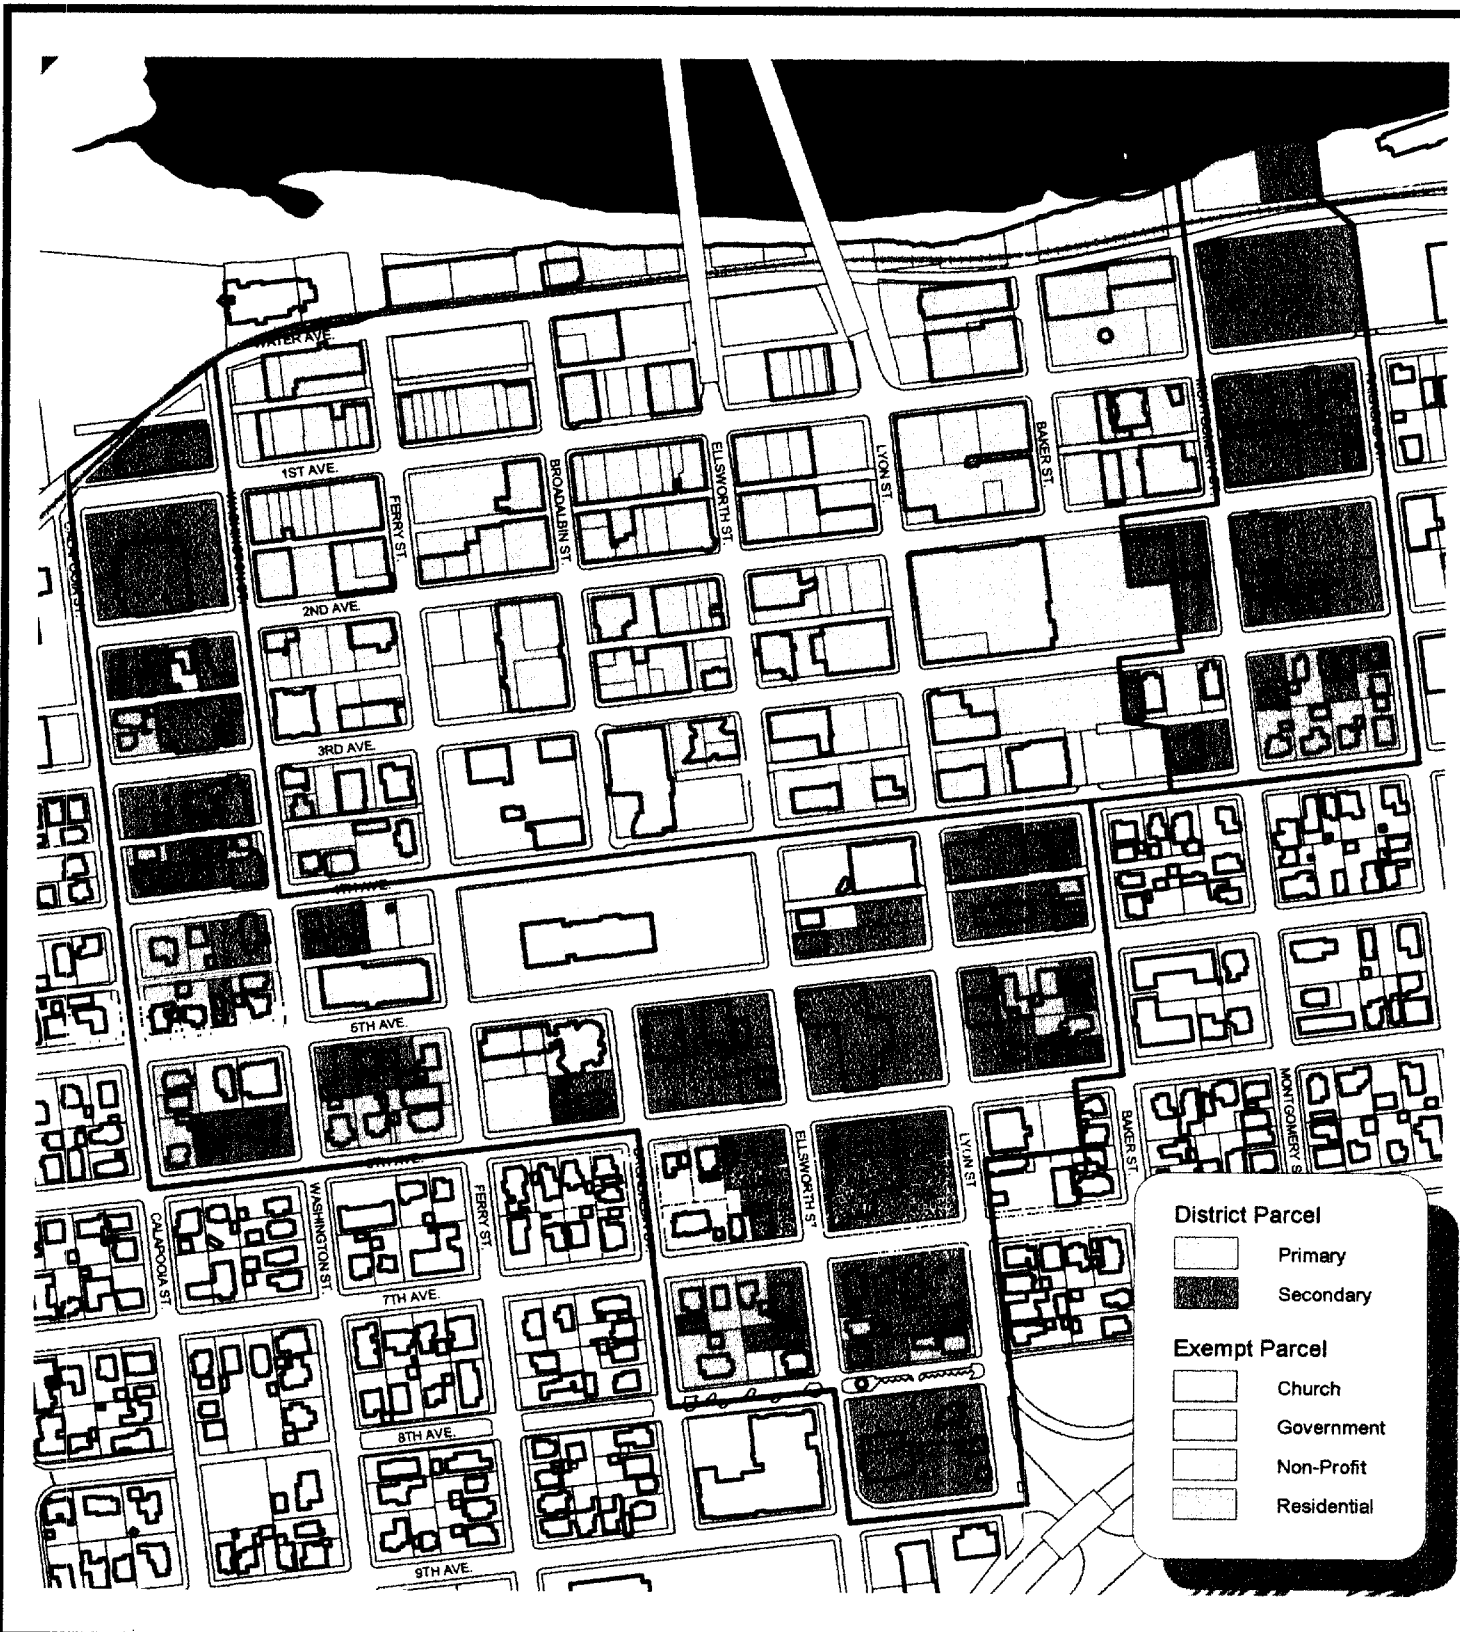 WATER AVE.
1ST AVE.
BROADALBIN ST.
ELLSWORTH ST.
LYON ST.
BAKER ST.
FERRY ST.
2ND AVE.
3RD AVE.
4TH AVE.
5TH AVE.
ELLSWORTH ST
LYON ST
BAKER ST.
MONTGOMERY S
CALAPOOIA ST.
WASHINGTON ST.
FERRY ST.
7TH AVE.
8TH AVE.
9TH AVE.
District Parcel
Primary
Secondary
Exempt Parcel
Church
Government
Non-Profit
Residential